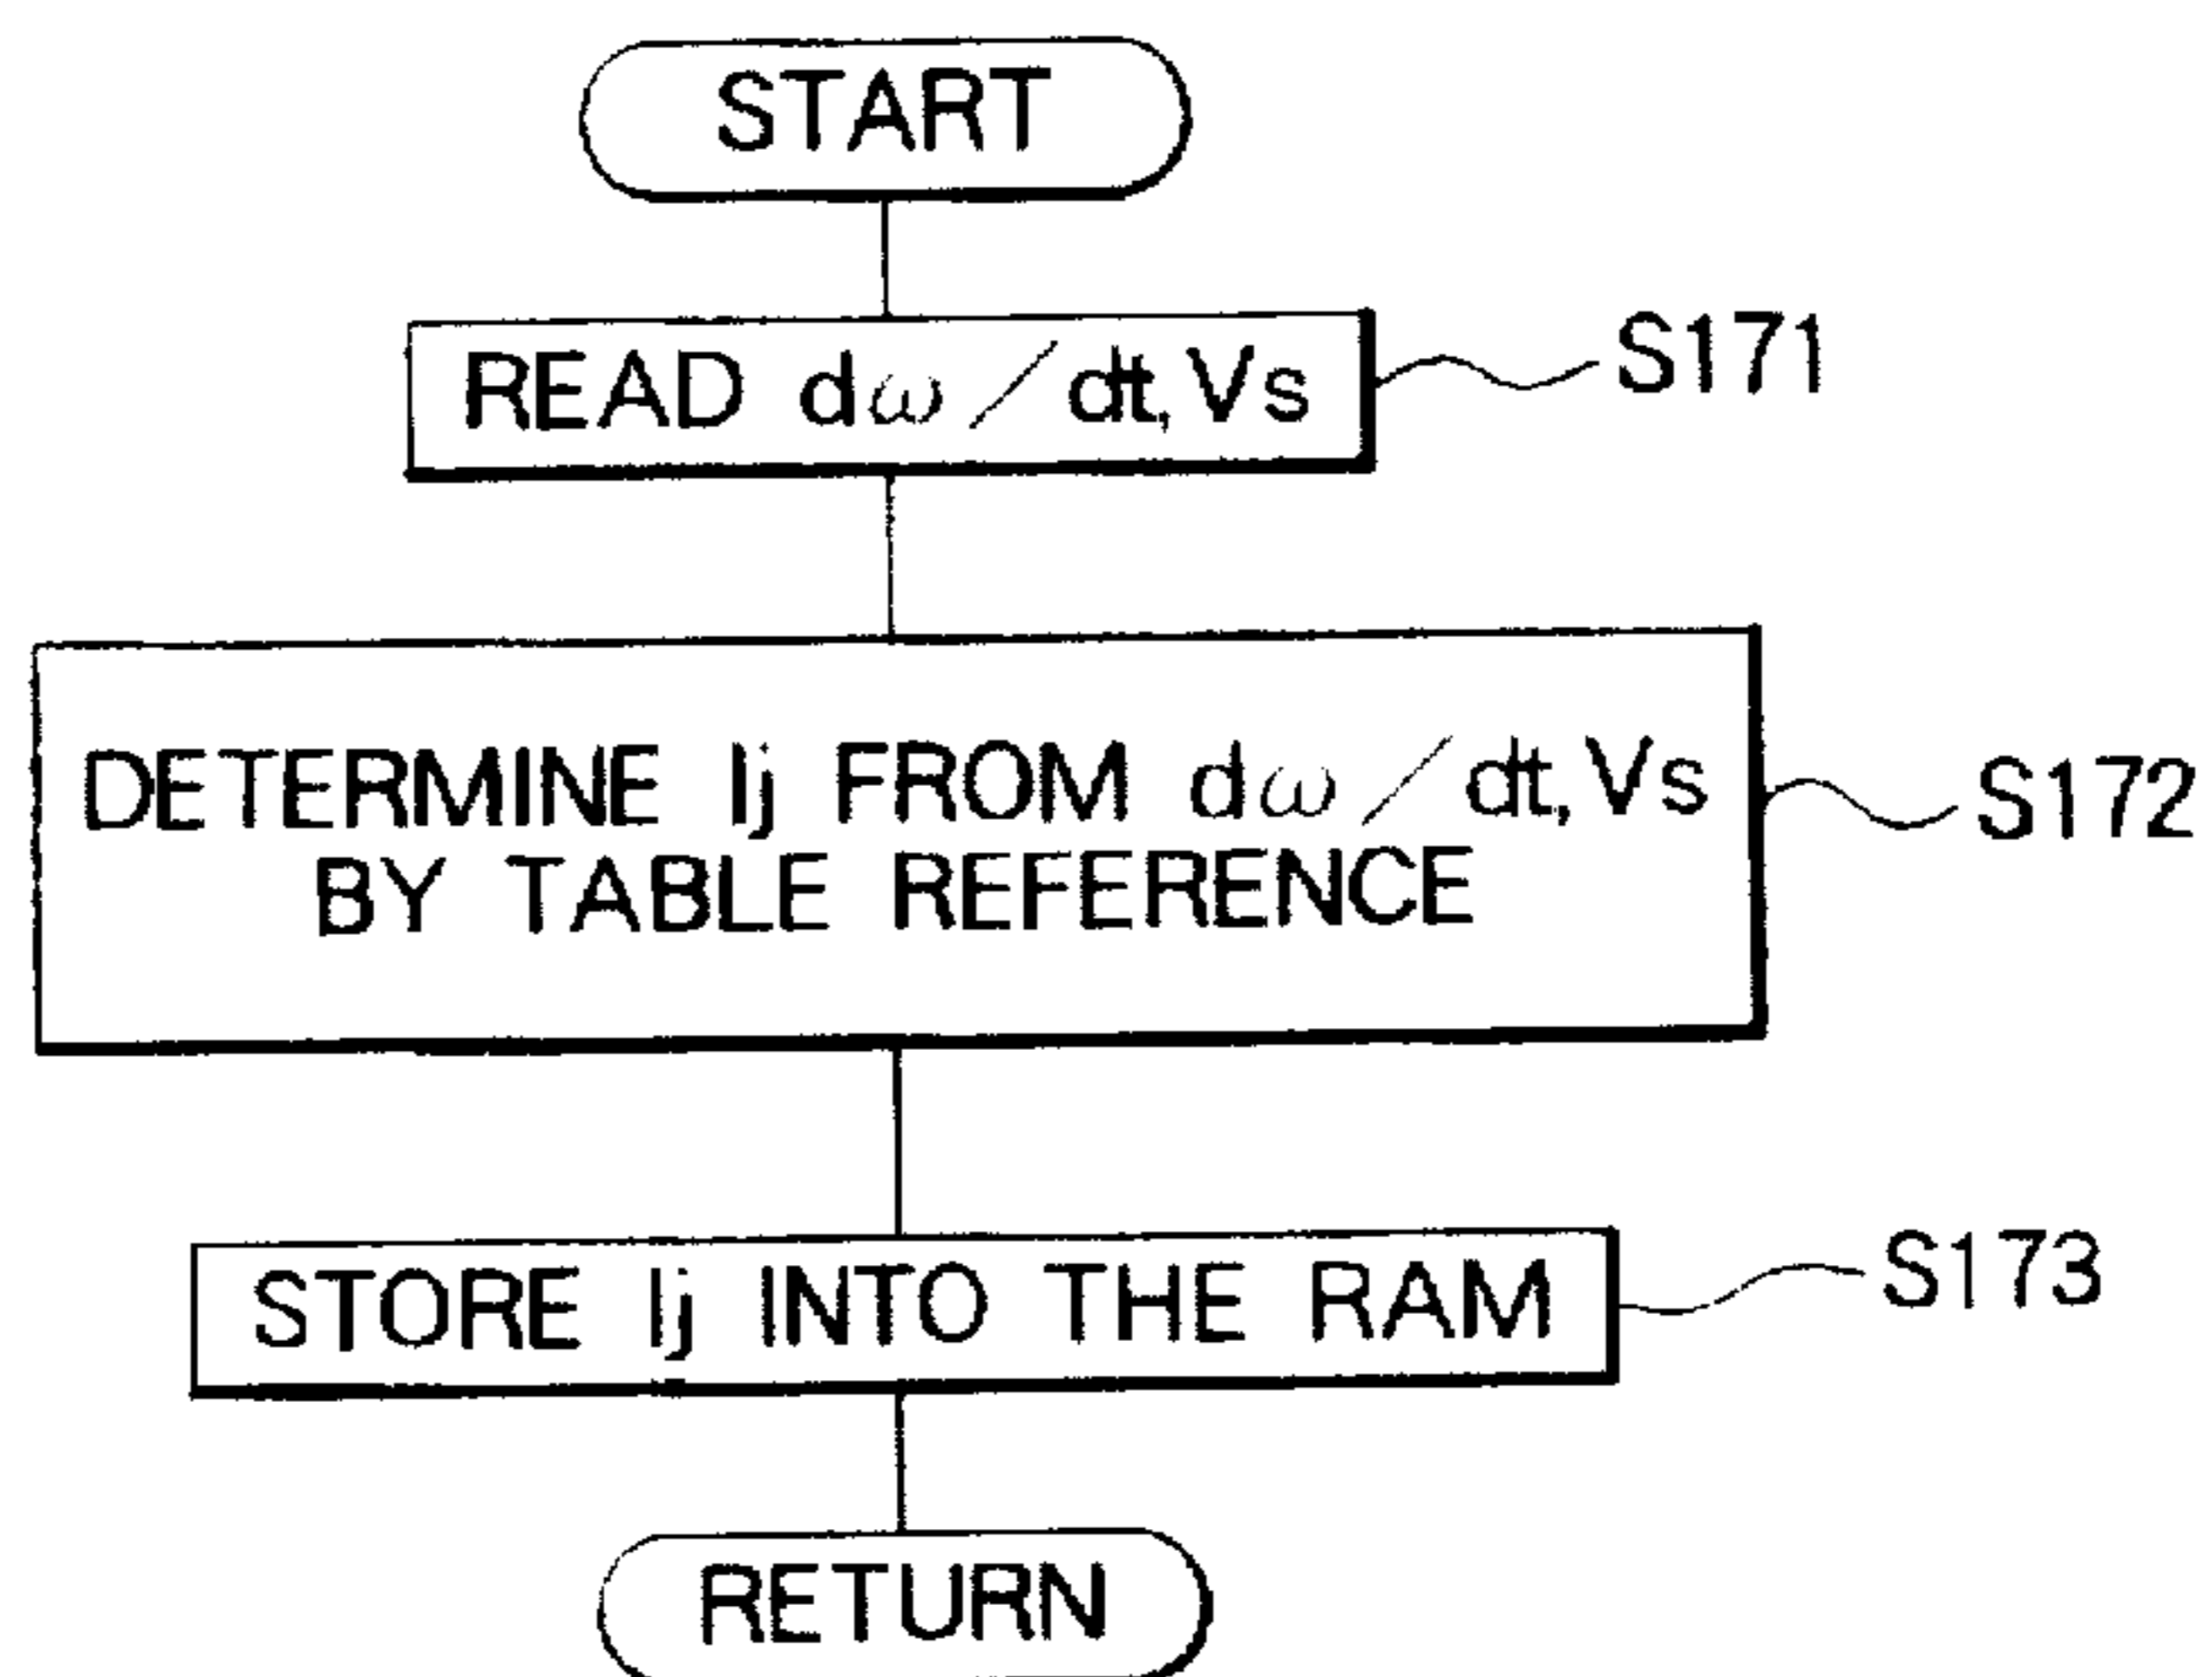 START
READ dω/dt,Vs
S171
DETERMINE Ij FROM dω/dt,Vs
BY TABLE REFERENCE
S172
STORE Ij INTO THE RAM
S173
RETURN